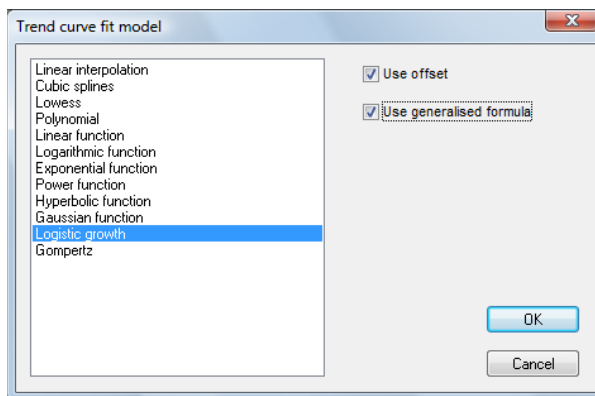 Trend curve fit model
Linear interpolation
Cubic splines
Lowess
Polynomial
Linear function
Logarithmic function
Exponential function
Power function
Hyperbolic function
Gaussian function
Logistic growth
Gompertz
Use offset
Use generalised formula
OK
Cancel